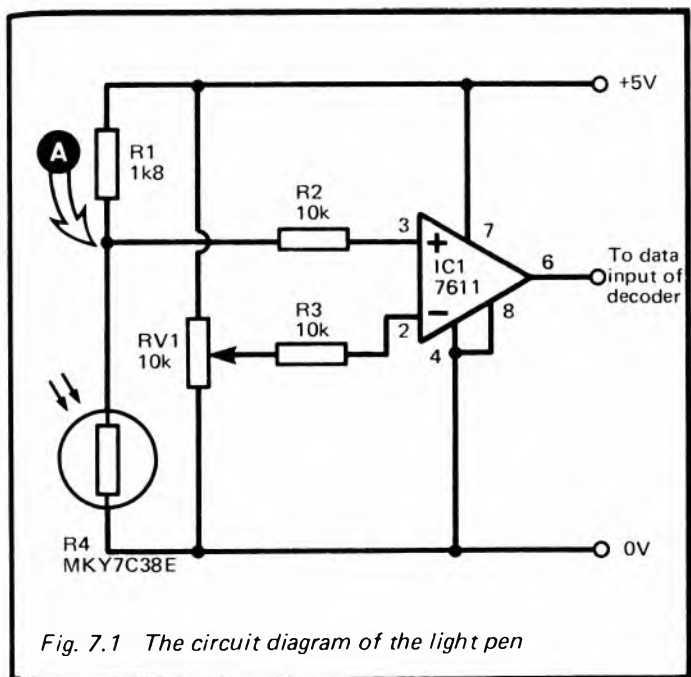 +5V
A
R1
1k8
R2
10k
3
+
7
IC1
7611
6
To data
input of
decoder
8
R3
10k
−
2
4
RV1
10k
R4
MKY7C38E
0V
Fig. 7.1 The circuit diagram of the light pen